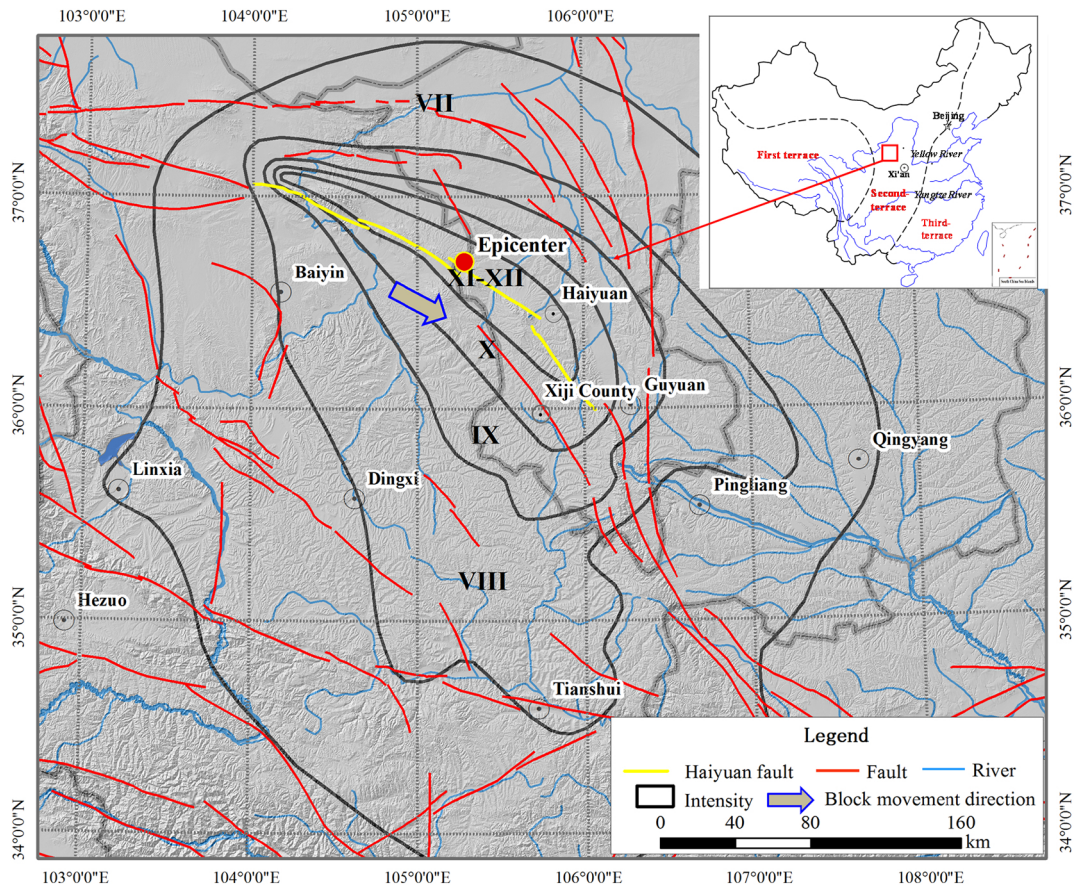 103°0'0"E
104°0'0"E
105°0'0"E
106°0'0"E
Beijing
First terrace
Yellow River
Xi'an
Second
terrace
Yangtze River
Third-
terrace
VII
37°0'0"N
37°0'0"N
Epicenter
XI-XII
Baiyin
Haiyuan
X
Xiji County
Guyuan
36°0'0"N
36°0'0"N
IX
Qingyang
Linxia
Dingxi
Pingliang
VIII
Hezuo
35°0'0"N
35°0'0"N
Tianshui
Legend
Haiyuan fault
Fault
River
Intensity
Block movement direction
0 40 80 160
km
34°0'0"N
34°0'0"N
103°0'0"E
104°0'0"E
105°0'0"E
106°0'0"E
107°0'0"E
108°0'0"E